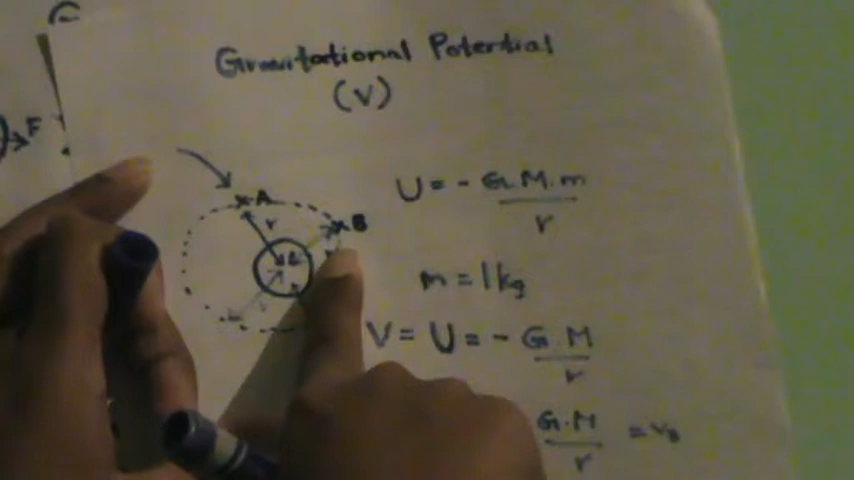 Gravitational Potential
(V)
F
A
r
B
U = - G.M.m
r
m = 1kg
V = U = - G.M
r
G.M = VB
r